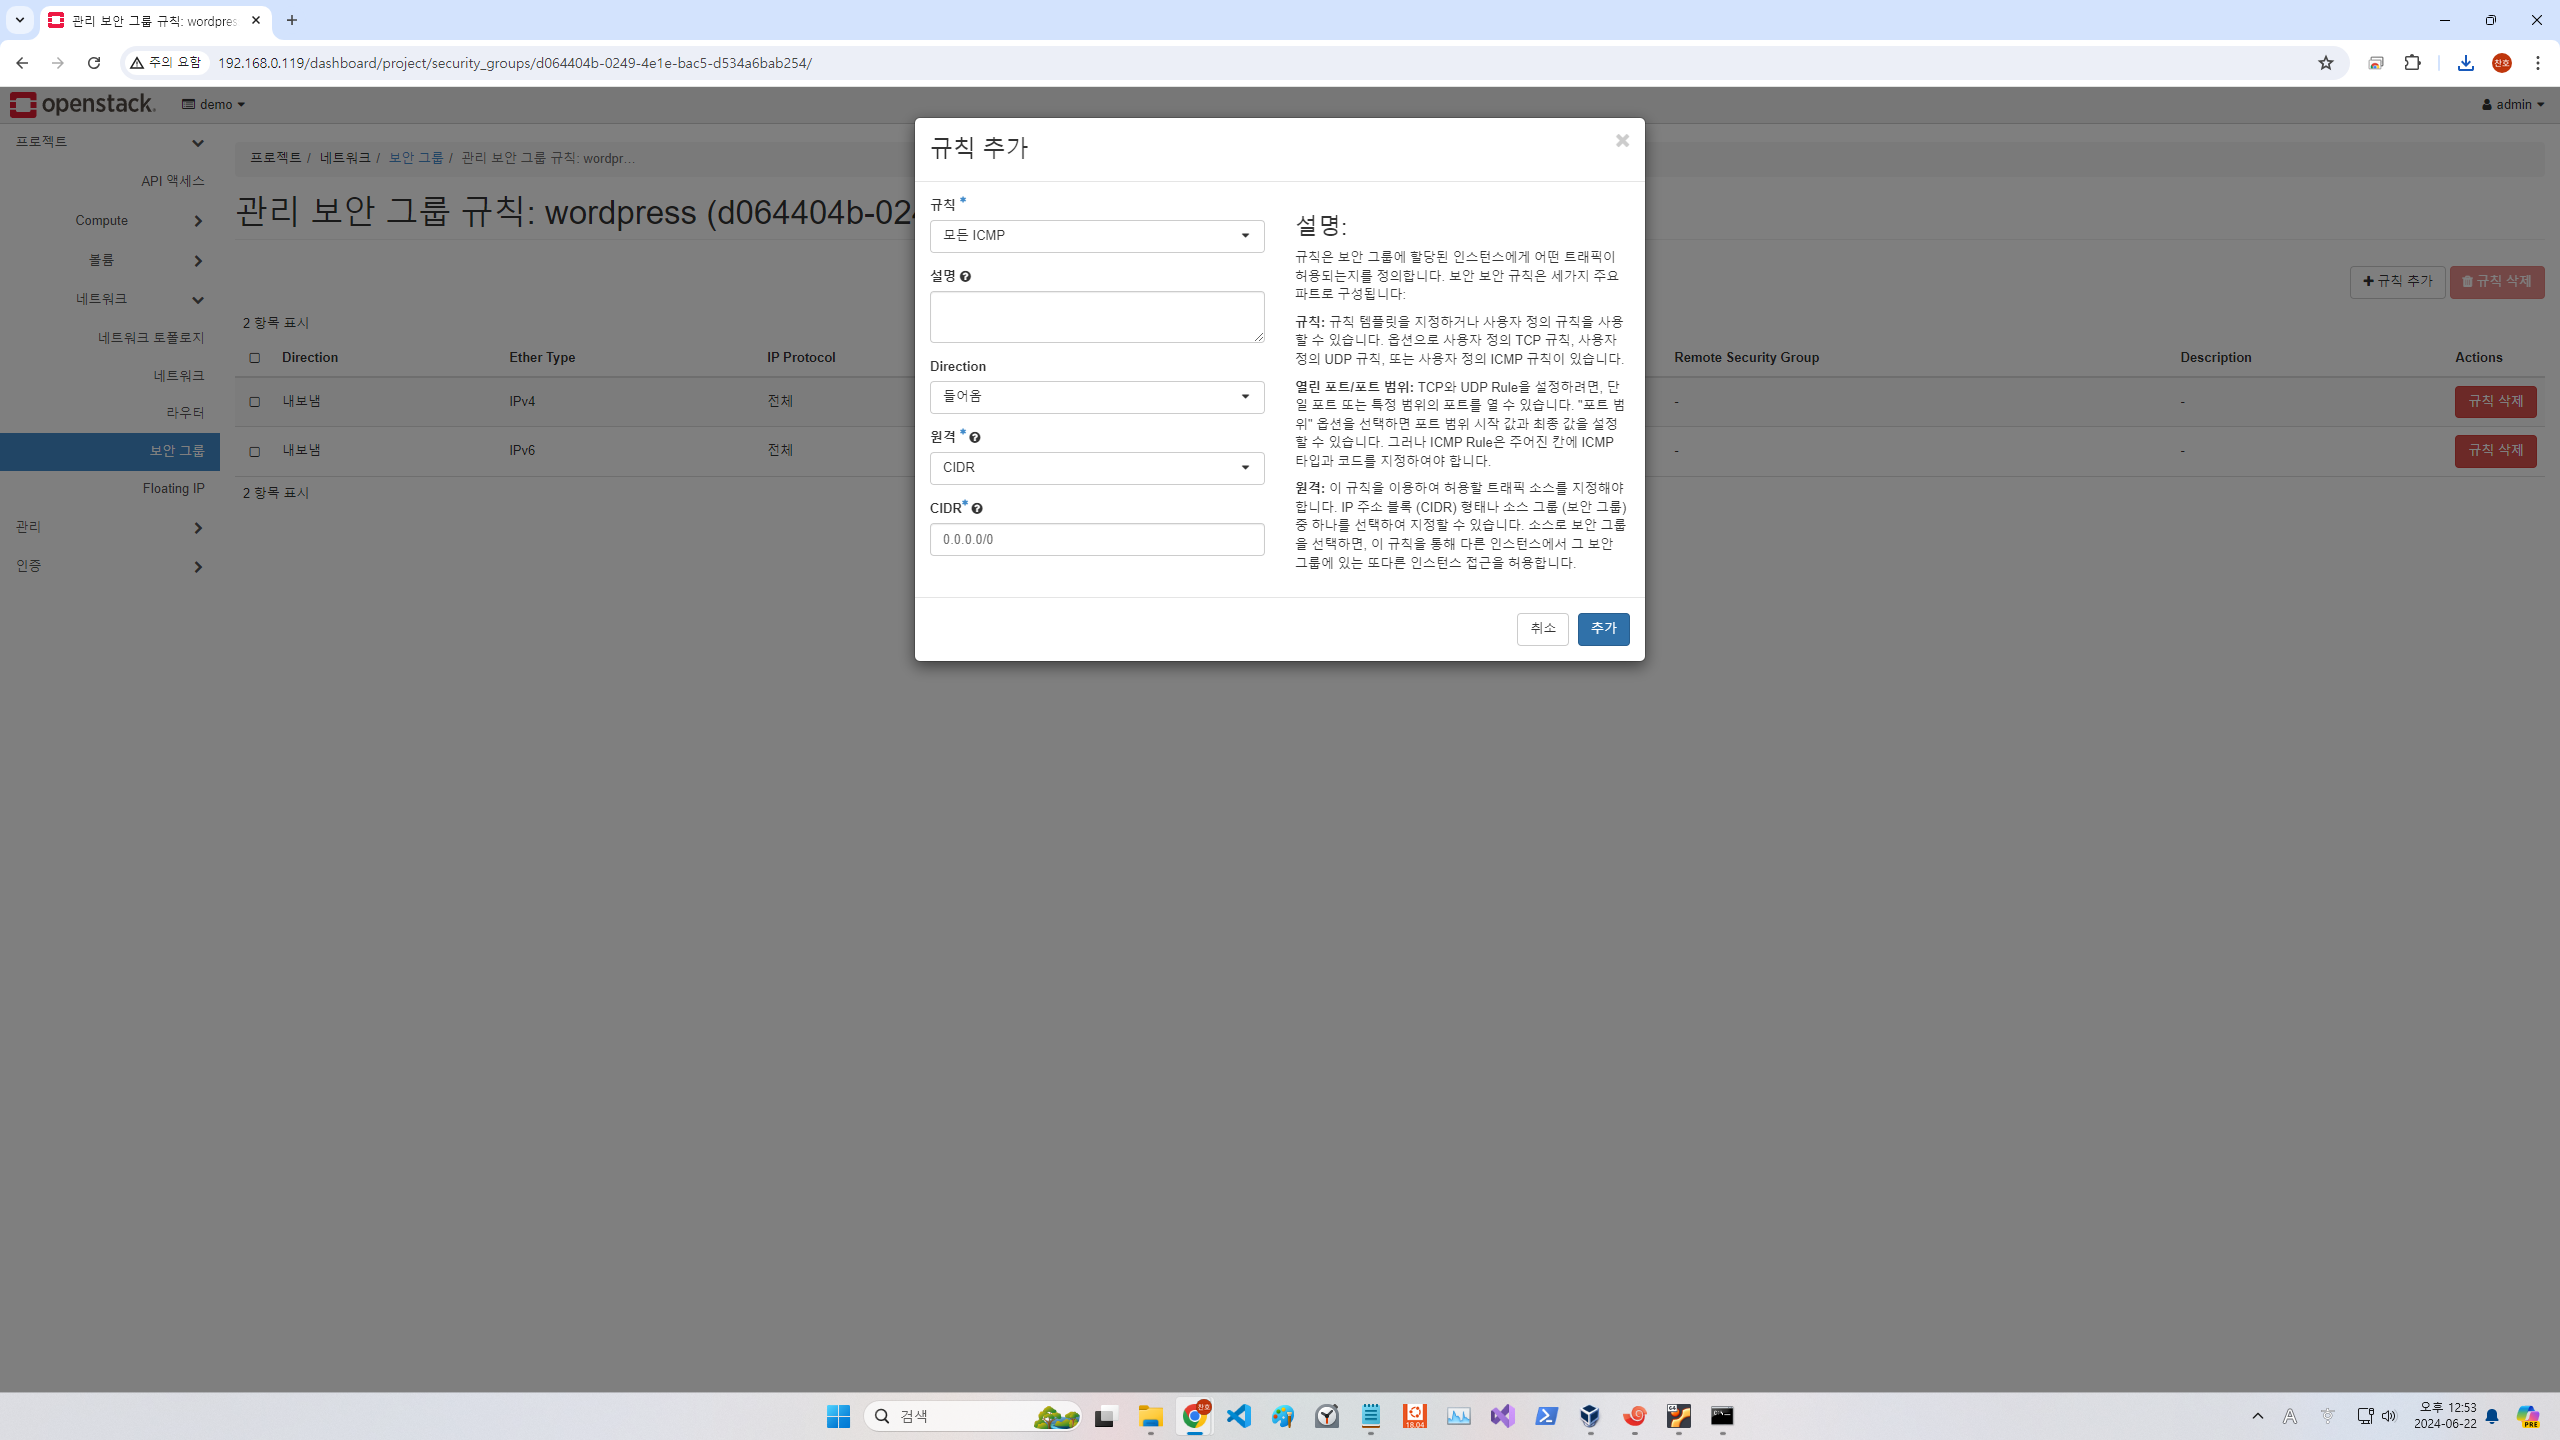 관리 보안 그룹 규칙: wordpres
주의 요함
192.168.0.119/dashboard/project/security_groups/d064404b-0249-4e1e-bac5-d534a6bab254/
찬호
openstack.
demo
admin
프로젝트
API 액세스
Compute
볼륨
네트워크
네트워크 토폴로지
네트워크
라우터
보안 그룹
Floating IP
관리
인증
프로젝트 / 네트워크 / 보안 그룹 / 관리 보안 그룹 규칙: wordpr…
관리 보안 그룹 규칙: wordpress (d064404b-024
규칙 추가
규칙 삭제
2 항목 표시
Direction Ether Type IP Protocol Remote Security Group Description Actions
내보냄 IPv4 전체 - - 규칙 삭제
내보냄 IPv6 전체 - - 규칙 삭제
2 항목 표시
규칙 추가
규칙 *
모든 ICMP
설명
Direction
들어옴
원격 *
CIDR
CIDR *
0.0.0.0/0
설명:
규칙은 보안 그룹에 할당된 인스턴스에게 어떤 트래픽이
허용되는지를 정의합니다. 보안 보안 규칙은 세가지 주요
파트로 구성됩니다:
규칙: 규칙 템플릿을 지정하거나 사용자 정의 규칙을 사용
할 수 있습니다. 옵션으로 사용자 정의 TCP 규칙, 사용자
정의 UDP 규칙, 또는 사용자 정의 ICMP 규칙이 있습니다.
열린 포트/포트 범위: TCP와 UDP Rule을 설정하려면, 단
일 포트 또는 특정 범위의 포트를 열 수 있습니다. "포트 범
위" 옵션을 선택하면 포트 범위 시작 값과 최종 값을 설정
할 수 있습니다. 그러나 ICMP Rule은 주어진 칸에 ICMP
타입과 코드를 지정하여야 합니다.
원격: 이 규칙을 이용하여 허용할 트래픽 소스를 지정해야
합니다. IP 주소 블록 (CIDR) 형태나 소스 그룹 (보안 그룹)
중 하나를 선택하여 지정할 수 있습니다. 소스로 보안 그룹
을 선택하면, 이 규칙을 통해 다른 인스턴스에서 그 보안
그룹에 있는 또다른 인스턴스 접근을 허용합니다.
취소
추가
검색
찬호
18.04
64
A
오후 12:53
2024-06-22
PRE